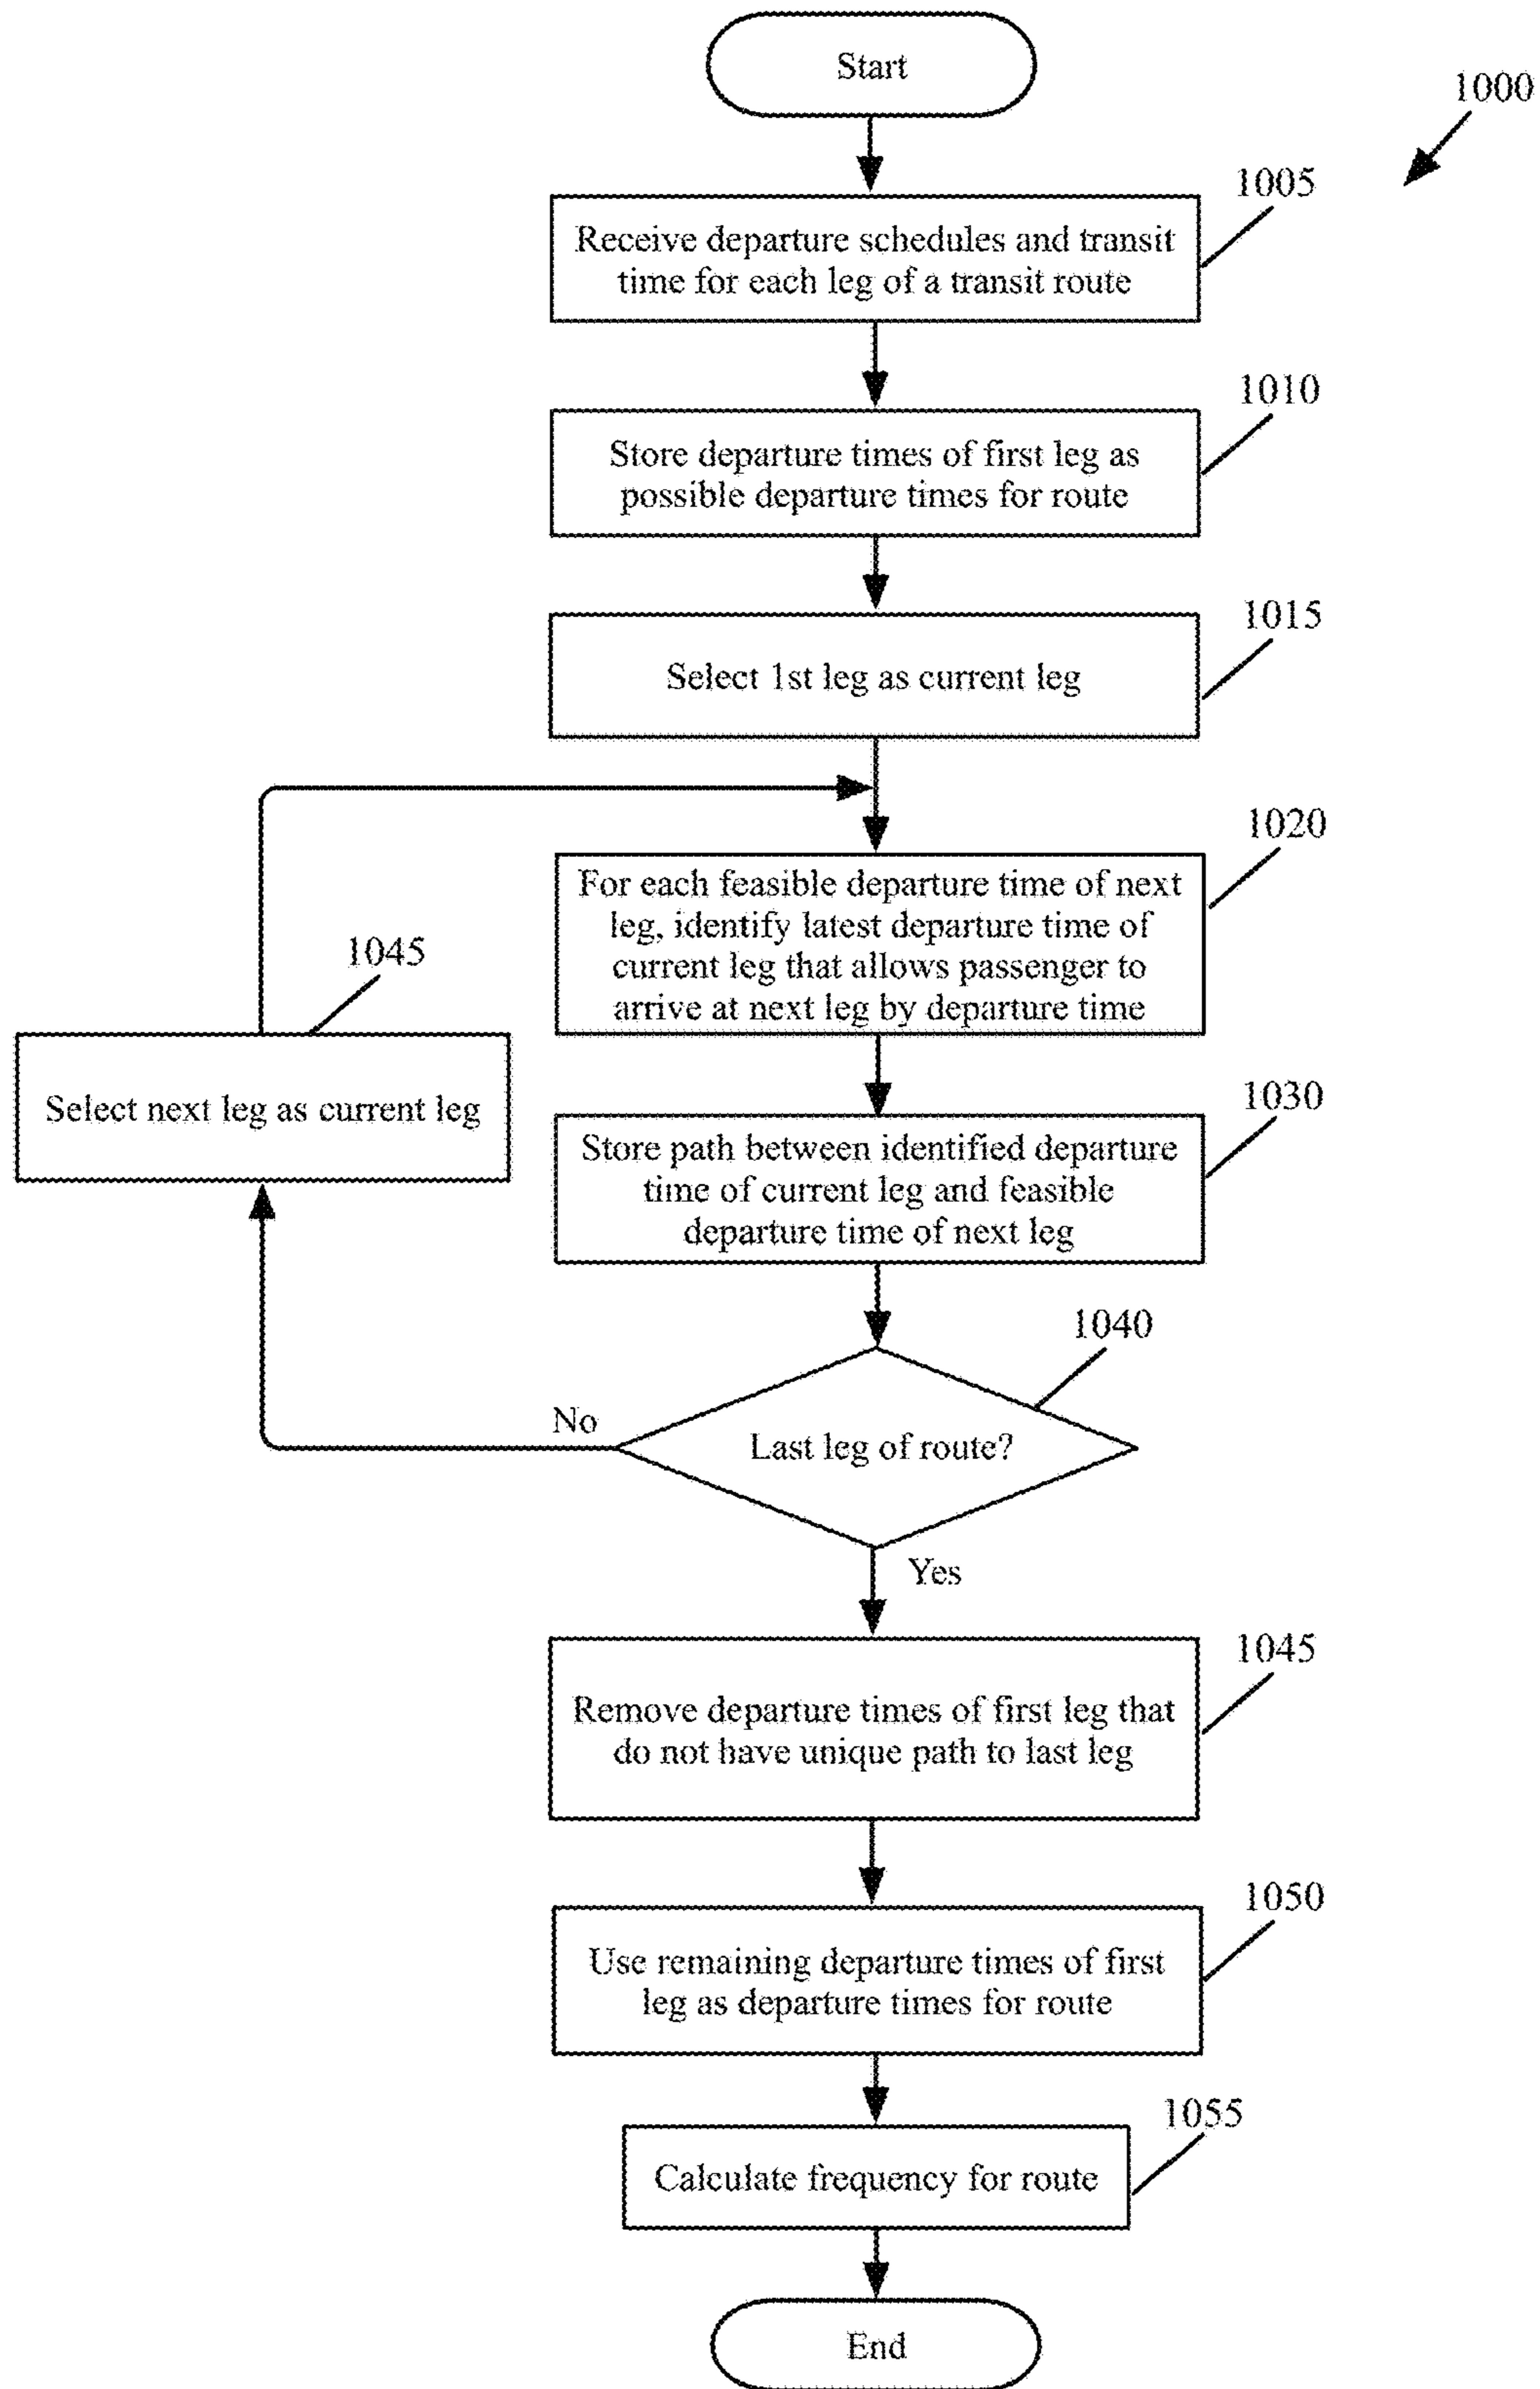 Start
1000
1005
Receive departure schedules and transit
time for each leg of a transit route
1010
Store departure times of first leg as
possible departure times for route
1015
Select 1st leg as current leg
1020
For each feasible departure time of next
leg, identify latest departure time of
current leg that allows passenger to
arrive at next leg by departure time
1045
Select next leg as current leg
1030
Store path between identified departure
time of current leg and feasible
departure time of next leg
1040
No
Last leg of route?
Yes
1045
Remove departure times of first leg that
do not have unique path to last leg
1050
Use remaining departure times of first
leg as departure times for route
1055
Calculate frequency for route
End